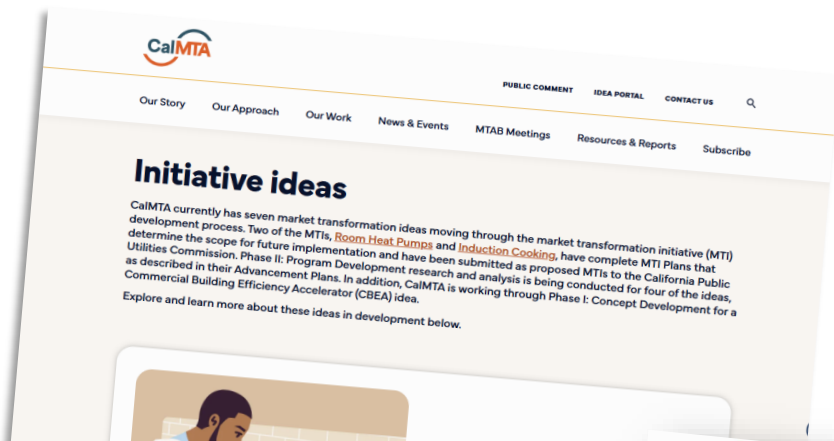 CalMTA
PUBLIC COMMENT IDEA PORTAL CONTACT US
Our Story Our Approach Our Work News & Events MTAB Meetings Resources & Reports Subscribe
Initiative ideas
CalMTA currently has seven market transformation ideas moving through the market transformation initiative (MTI)
development process. Two of the MTIs, Room Heat Pumps and Induction Cooking, have complete MTI Plans that
determine the scope for future implementation and have been submitted as proposed MTIs to the California Public
Utilities Commission. Phase II: Program Development research and analysis is being conducted for four of the ideas,
as described in their Advancement Plans. In addition, CalMTA is working through Phase I: Concept Development for a
Commercial Building Efficiency Accelerator (CBEA) idea.
Explore and learn more about these ideas in development below.